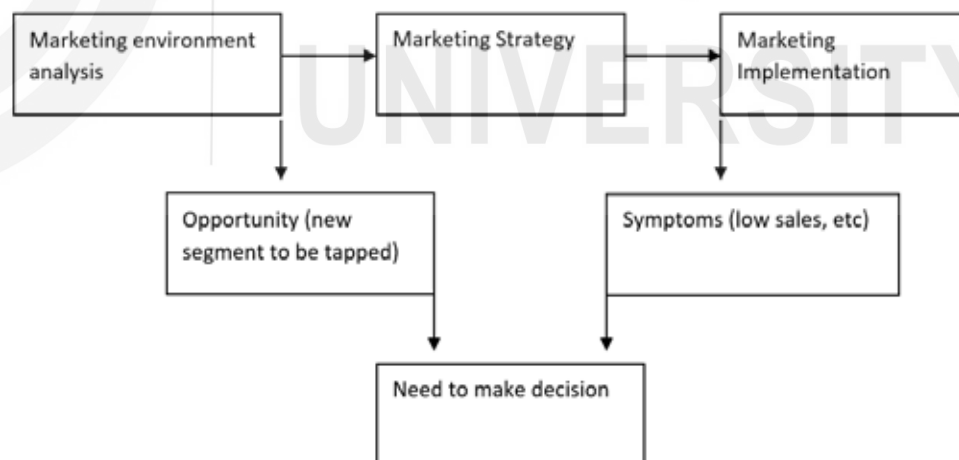 Marketing environment
analysis
Marketing Strategy
Marketing
Implementation
UNIVERSITY
Opportunity (new
segment to be tapped)
Symptoms (low sales, etc)
Need to make decision